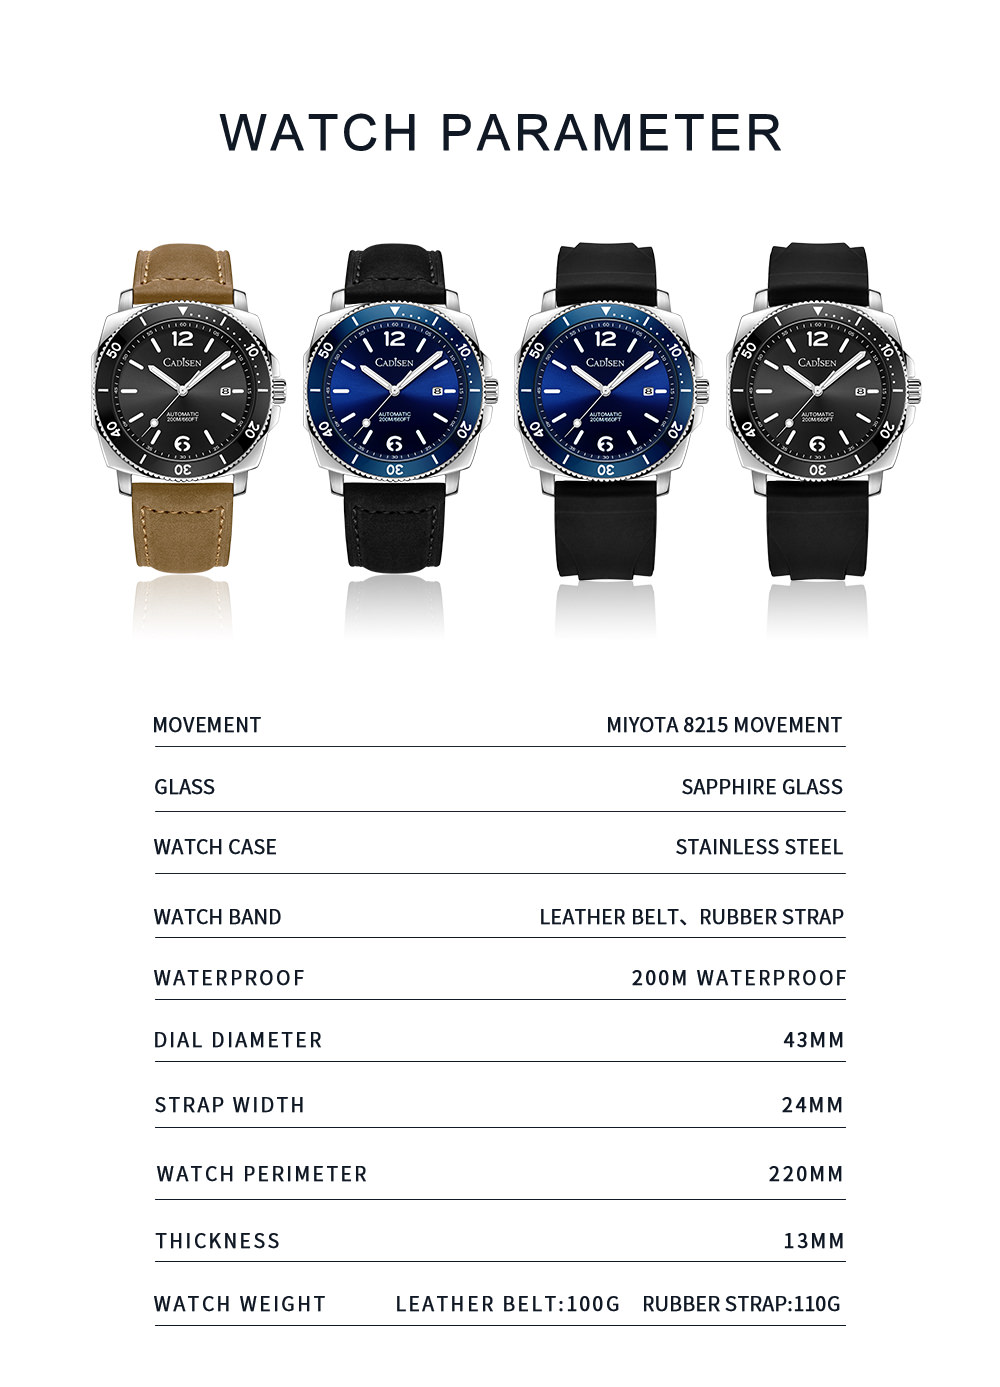 WATCH PARAMETER
12
CADISEN
8
AUTOMATIC
200M/660FT
6
10
20
30
40
50
12
CADISEN
8
AUTOMATIC
200M/660FT
6
10
20
30
40
50
12
CADISEN
8
AUTOMATIC
200M/660FT
6
10
20
30
40
50
12
CADISEN
8
AUTOMATIC
200M/660FT
6
10
20
30
40
50
MOVEMENT MIYOTA 8215 MOVEMENT
GLASS SAPPHIRE GLASS
WATCH CASE STAINLESS STEEL
WATCH BAND LEATHER BELT、RUBBER STRAP
WATERPROOF 200M WATERPROOF
DIAL DIAMETER 43MM
STRAP WIDTH 24MM
WATCH PERIMETER 220MM
THICKNESS 13MM
WATCH WEIGHT LEATHER BELT:100G RUBBER STRAP:110G